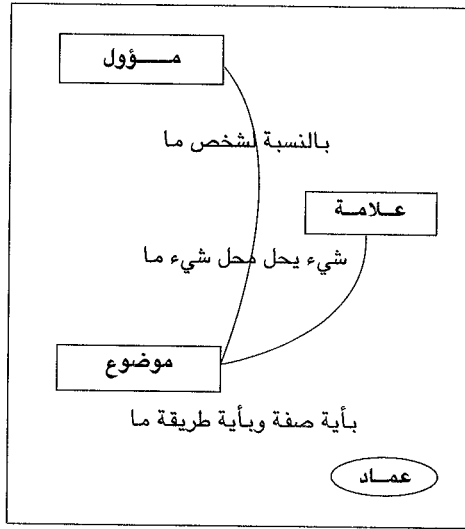 مـــؤول
بالنسبة لشخص ما
عـلامـة
شيء يحل محل شيء ما
موضوع
بأية صفة وبأية طريقة ما
عمـاد